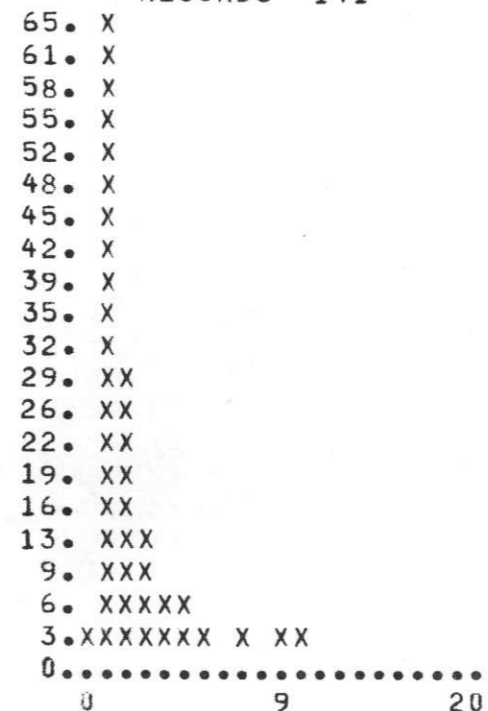 65. X
61. X
58. X
55. X
52. X
48. X
45. X
42. X
39. X
35. X
32. X
29. XX
26. XX
22. XX
19. XX
16. XX
13. XXX
9. XXX
6. XXXXX
3.XXXXXXX X XX
0......................
0 9 20